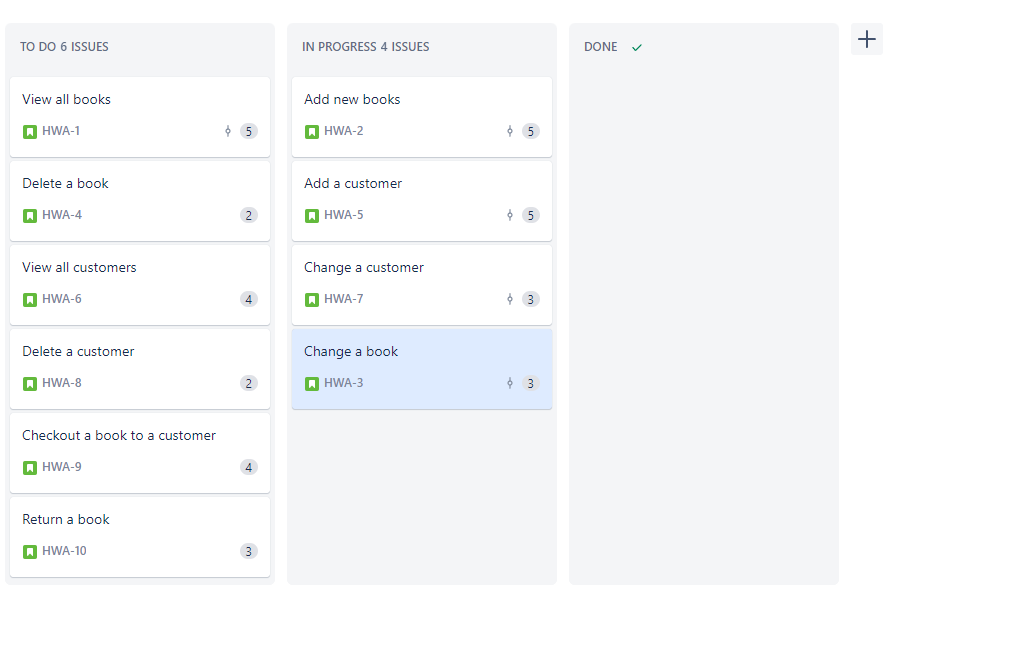 TO DO 6 ISSUES
View all books
HWA-1 5
Delete a book
HWA-4 2
View all customers
HWA-6 4
Delete a customer
HWA-8 2
Checkout a book to a customer
HWA-9 4
Return a book
HWA-10 3
IN PROGRESS 4 ISSUES
Add new books
HWA-2 5
Add a customer
HWA-5 5
Change a customer
HWA-7 3
Change a book
HWA-3 3
DONE